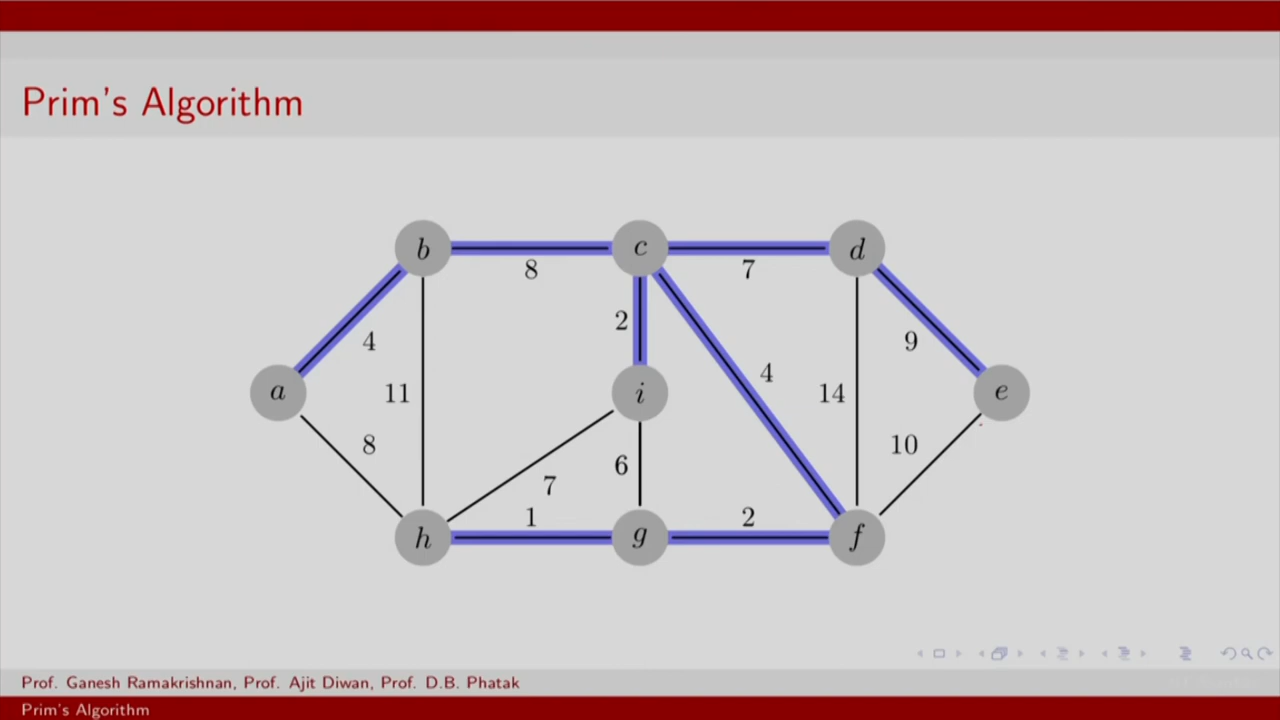 Prim's Algorithm
b
c
d
8
7
4
2
9
4
a
11
i
14
e
8
6
10
7
1
2
h
g
f
Prof. Ganesh Ramakrishnan, Prof. Ajit Diwan, Prof. D.B. Phatak
Prim's Algorithm